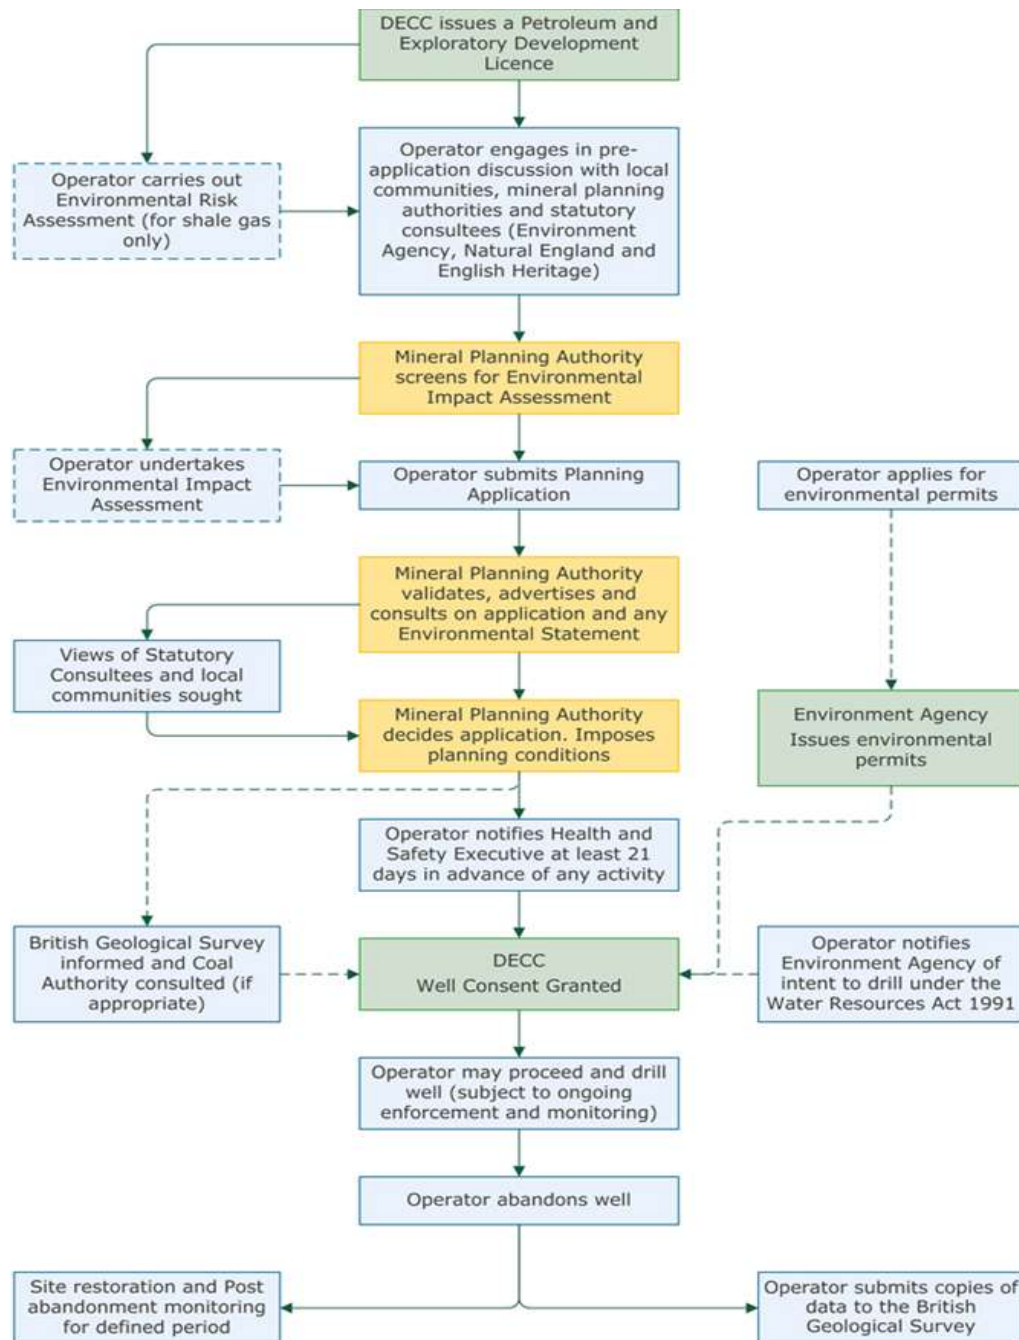 DECC issues a Petroleum and
Exploratory Development
Licence
Operator carries out
Environmental Risk
Assessment (for shale gas
only)
Operator engages in pre-
application discussion with local
communities, mineral planning
authorities and statutory
consultees (Environment
Agency, Natural England and
English Heritage)
Mineral Planning Authority
screens for Environmental
Impact Assessment
Operator undertakes
Environmental Impact
Assessment
Operator submits Planning
Application
Operator applies for
environmental permits
Mineral Planning Authority
validates, advertises and
consults on application and any
Environmental Statement
Views of Statutory
Consultees and local
communities sought
Mineral Planning Authority
decides application. Imposes
planning conditions
Environment Agency
Issues environmental
permits
Operator notifies Health and
Safety Executive at least 21
days in advance of any activity
British Geological Survey
informed and Coal
Authority consulted (if
appropriate)
DECC
Well Consent Granted
Operator notifies
Environment Agency of
intent to drill under the
Water Resources Act 1991
Operator may proceed and drill
well (subject to ongoing
enforcement and monitoring)
Operator abandons well
Site restoration and Post
abandonment monitoring
for defined period
Operator submits copies of
data to the British
Geological Survey